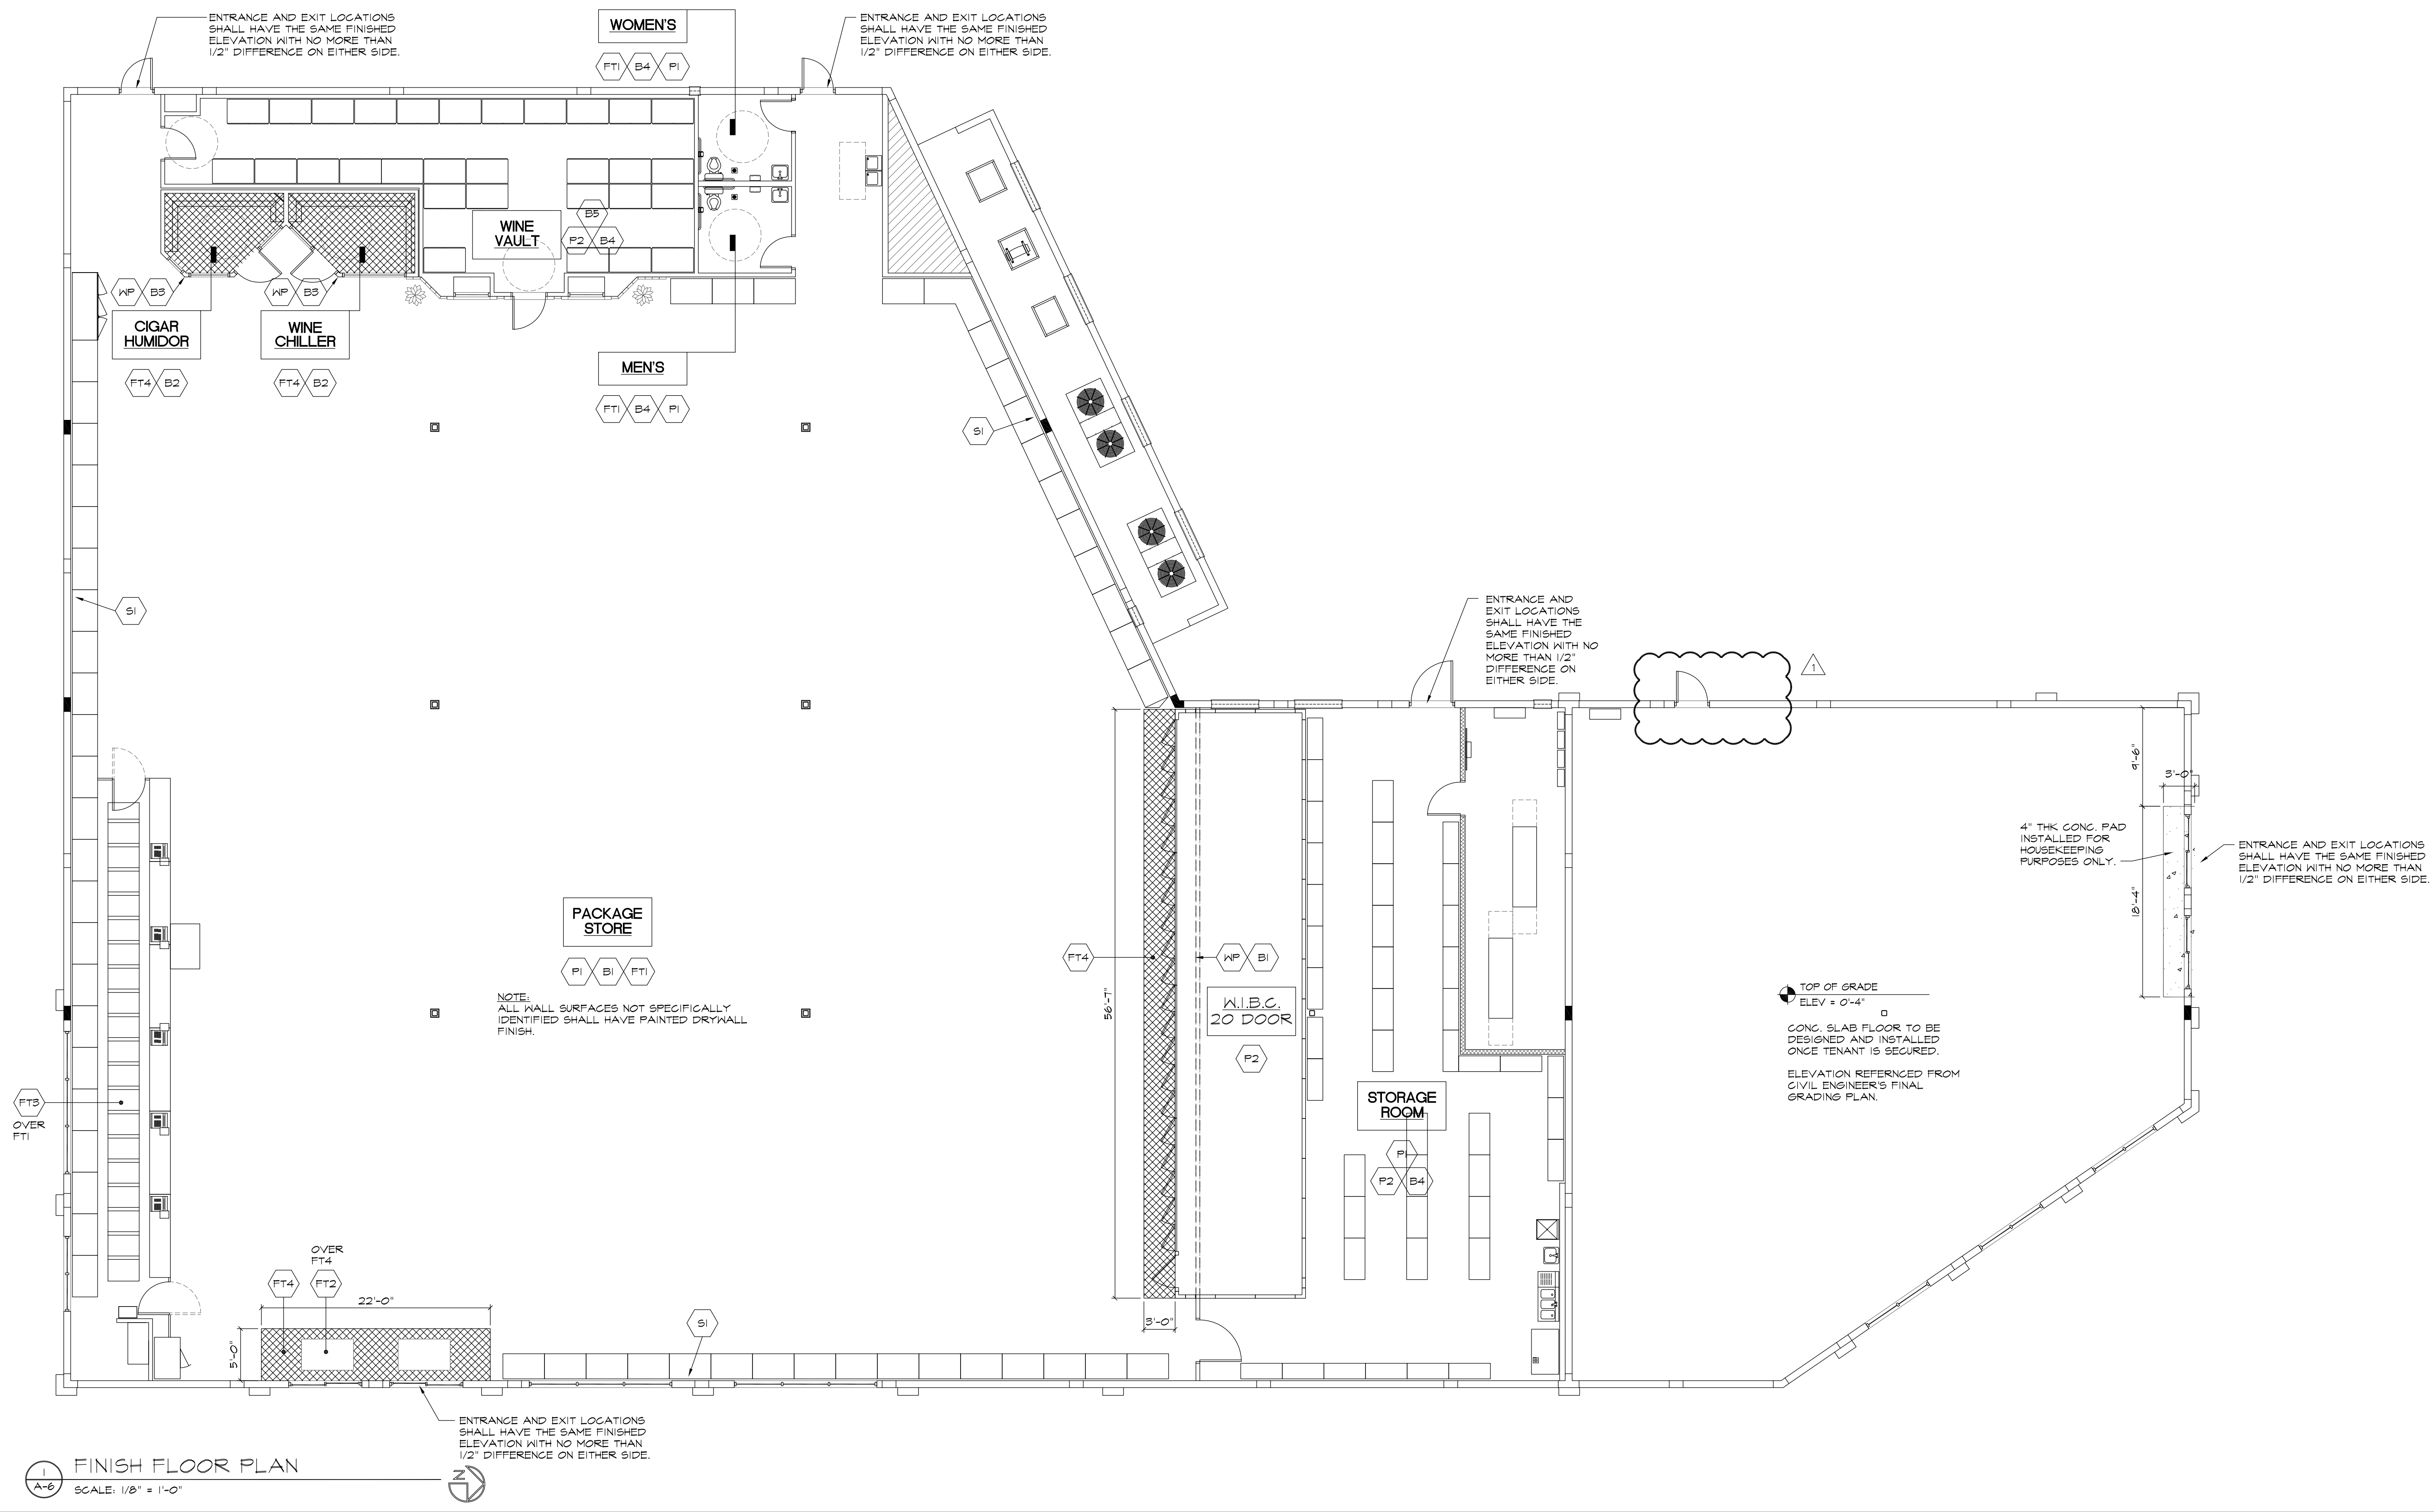 ENTRANCE AND EXIT LOCATIONS
SHALL HAVE THE SAME FINISHED
ELEVATION WITH NO MORE THAN
1/2" DIFFERENCE ON EITHER SIDE.
WOMEN'S
FT1 B4 P1
ENTRANCE AND EXIT LOCATIONS
SHALL HAVE THE SAME FINISHED
ELEVATION WITH NO MORE THAN
1/2" DIFFERENCE ON EITHER SIDE.
WINE
VAULT
B5
P2 B4
WP B3
WP B3
CIGAR
HUMIDOR
FT4 B2
WINE
CHILLER
FT4 B2
MEN'S
FT1 B4 P1
S1
S1
ENTRANCE AND
EXIT LOCATIONS
SHALL HAVE THE
SAME FINISHED
ELEVATION WITH NO
MORE THAN 1/2"
DIFFERENCE ON
EITHER SIDE.
1
9'-6"
3'-0"
18'-4"
4" THK CONC. PAD
INSTALLED FOR
HOUSEKEEPING
PURPOSES ONLY.
ENTRANCE AND EXIT LOCATIONS
SHALL HAVE THE SAME FINISHED
ELEVATION WITH NO MORE THAN
1/2" DIFFERENCE ON EITHER SIDE.
PACKAGE
STORE
P1 B1 FT1
NOTE:
ALL WALL SURFACES NOT SPECIFICALLY
IDENTIFIED SHALL HAVE PAINTED DRYWALL
FINISH.
FT4
WP B1
56'-7"
W.I.B.C.
20 DOOR
P2
TOP OF GRADE
ELEV = 0'-4"
CONC. SLAB FLOOR TO BE
DESIGNED AND INSTALLED
ONCE TENANT IS SECURED.
ELEVATION REFERNCED FROM
CIVIL ENGINEER'S FINAL
GRADING PLAN.
FT3
OVER
FT1
STORAGE
ROOM
P1
P2 B4
OVER
FT4
FT4 FT2
22'-0"
5'-0"
S1
3'-0"
ENTRANCE AND EXIT LOCATIONS
SHALL HAVE THE SAME FINISHED
ELEVATION WITH NO MORE THAN
1/2" DIFFERENCE ON EITHER SIDE.
1
A-6
FINISH FLOOR PLAN
SCALE: 1/8" = 1'-0"
N